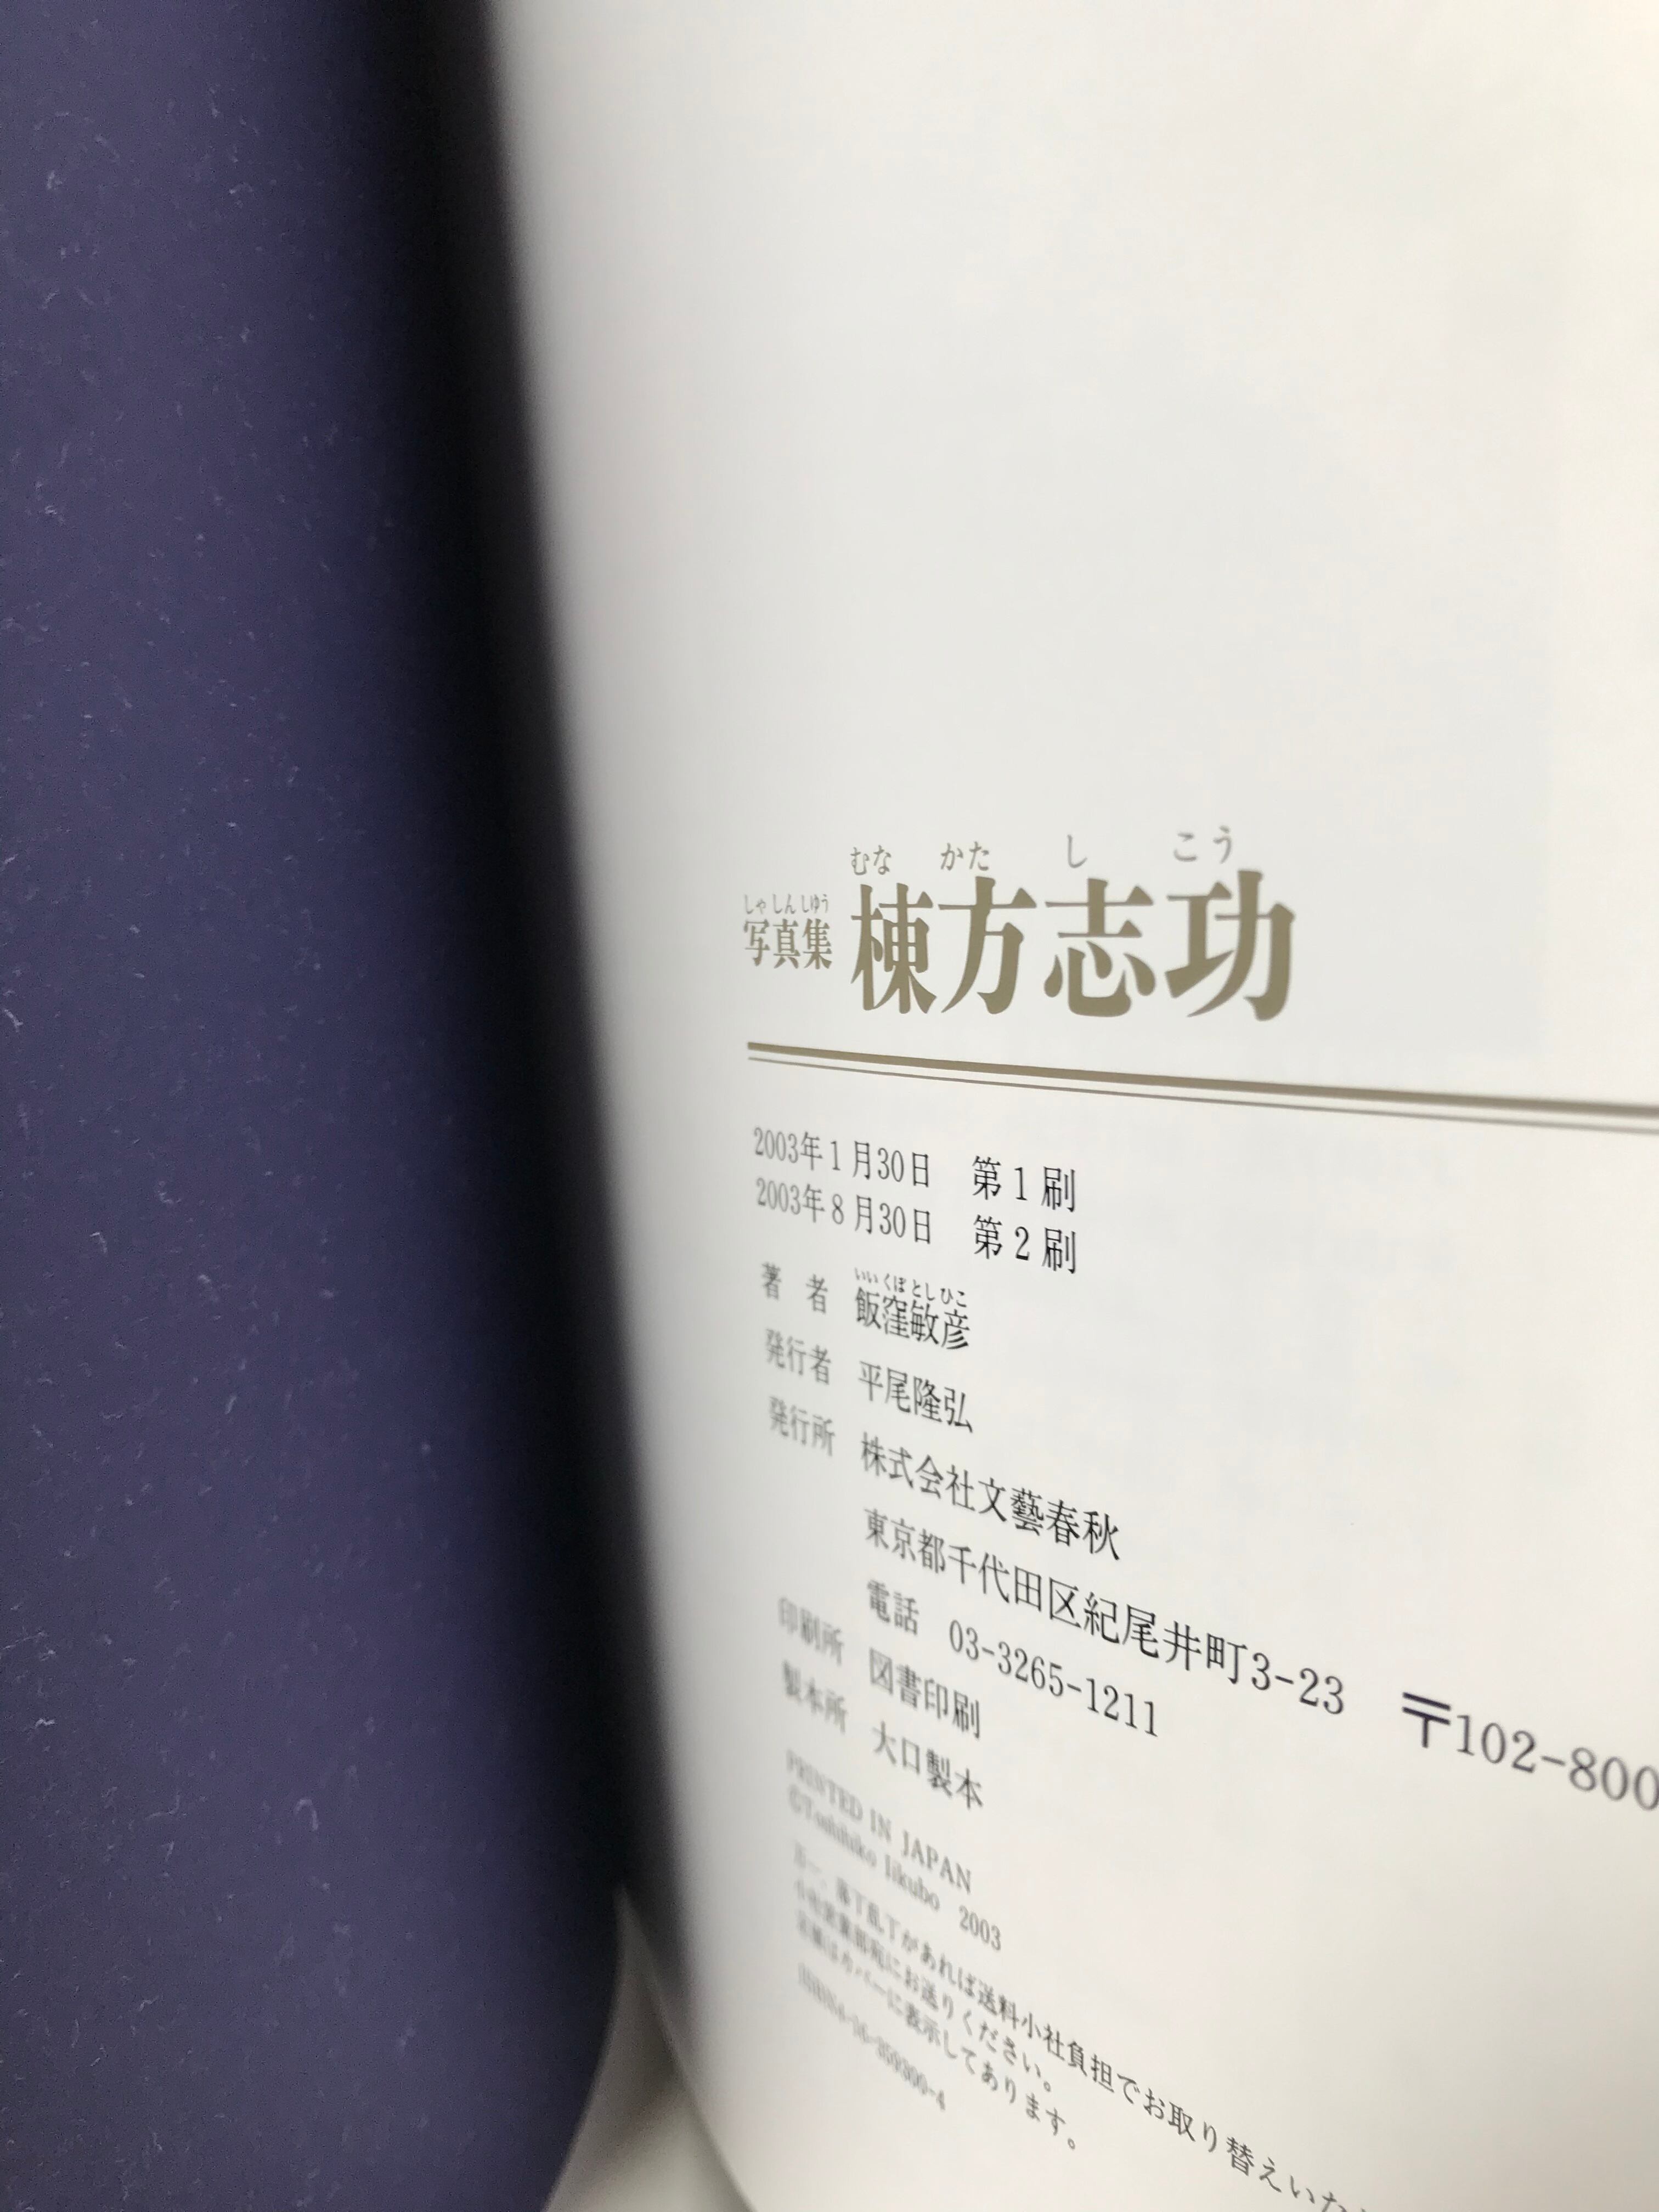 むな かた し こう
しゃ しん しゆう
写真集 棟方志功
2003年1月30日 第1刷
2003年8月30日 第2刷
いい くぼ とし ひこ
著 者 飯窪敏彦
発行者 平尾隆弘
発行所 株式会社文藝春秋
東京都千代田区紀尾井町3-23 〒102-800
電話 03-3265-1211
印刷所 図書印刷
製本所 大口製本
PRINTED IN JAPAN
©Toshihiko Iikubo 2003
万一、落丁乱丁があれば送料小社負担でお取り替えいた
小社営業部宛にお送りください。
定価はカバーに表示してあります。